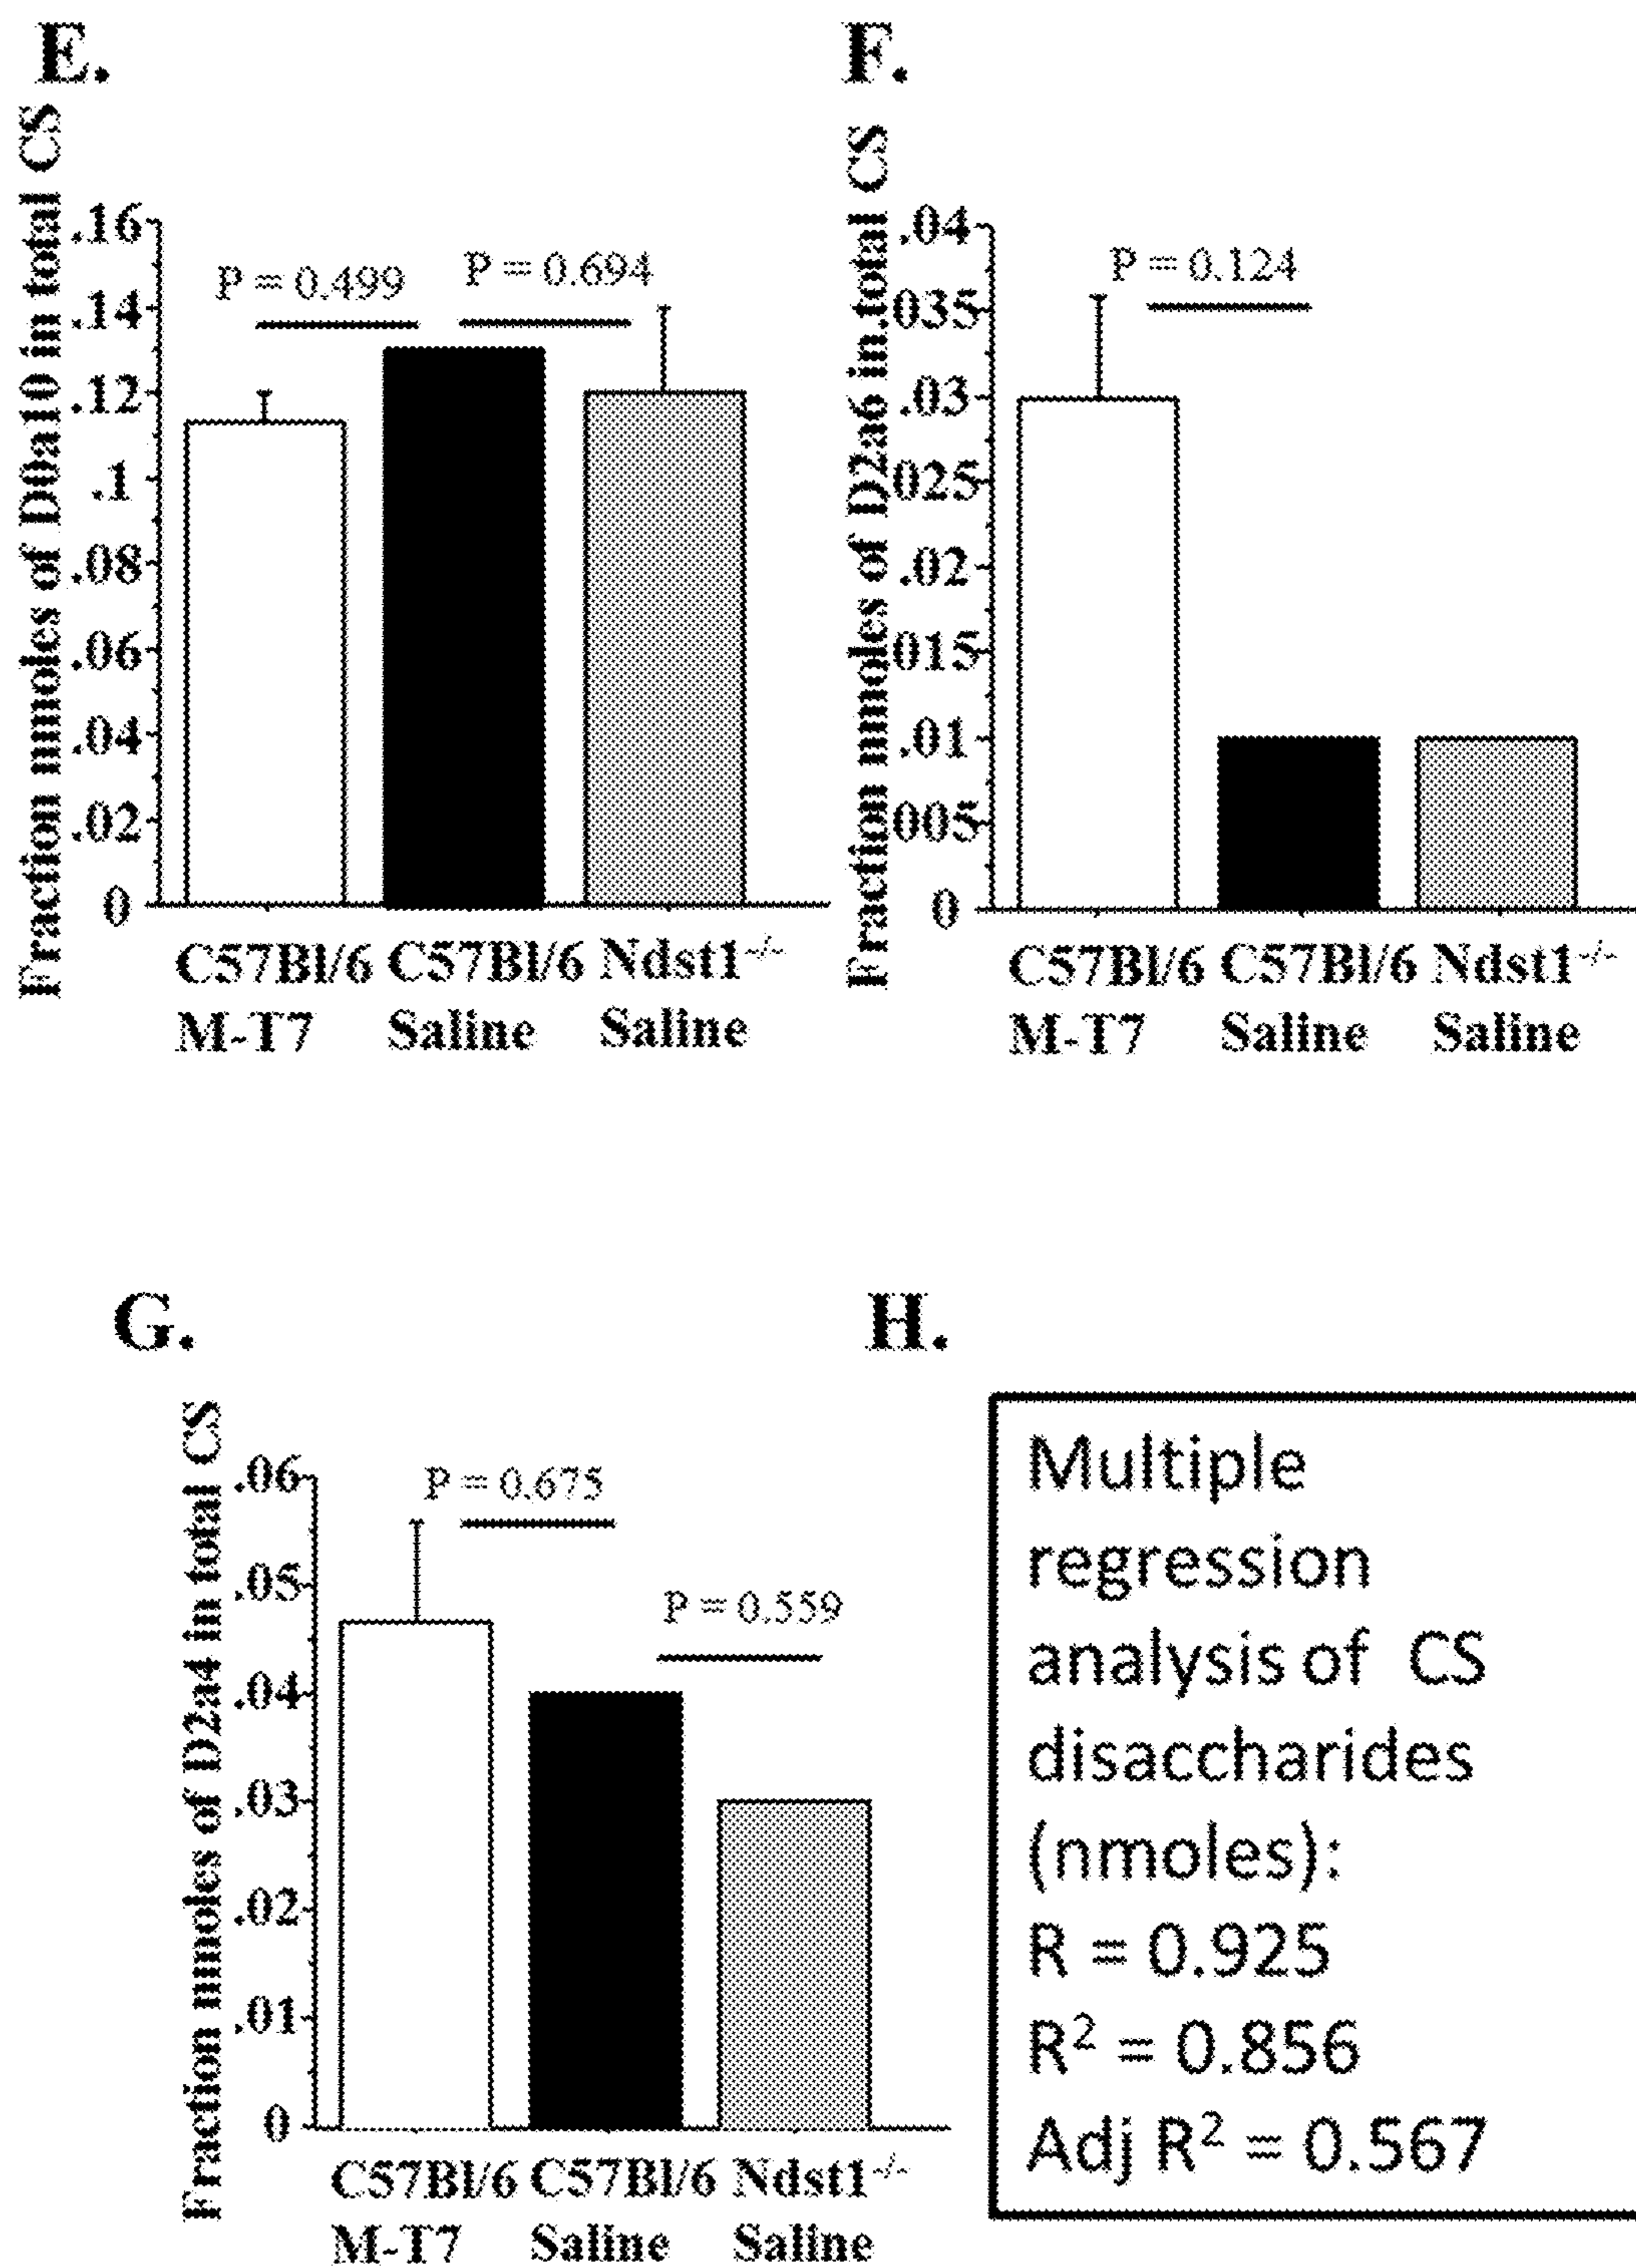 E.
Fraction nmoles of D0a10 in total CS
.16
.14
.12
.1
.08
.06
.04
.02
0
P = 0.499
P = 0.694
C57Bl/6 C57Bl/6 Ndst1-/-
M-T7 Saline Saline
F.
Fraction nmoles of D2a6 in total CS
.04
.035
.03
025
.02
015
.01
005
0
P = 0.124
C57Bl/6 C57Bl/6 Ndst1-/-
M-T7 Saline Saline
G.
Fraction nmoles of D2a4 in total CS
.06
.05
.04
.03
.02
.01
0
P = 0.675
P = 0.559
C57Bl/6 C57Bl/6 Ndst1-/-
M-T7 Saline Saline
H.
Multiple
regression
analysis of CS
disaccharides
(nmoles):
R = 0.925
R² = 0.856
Adj R² = 0.567